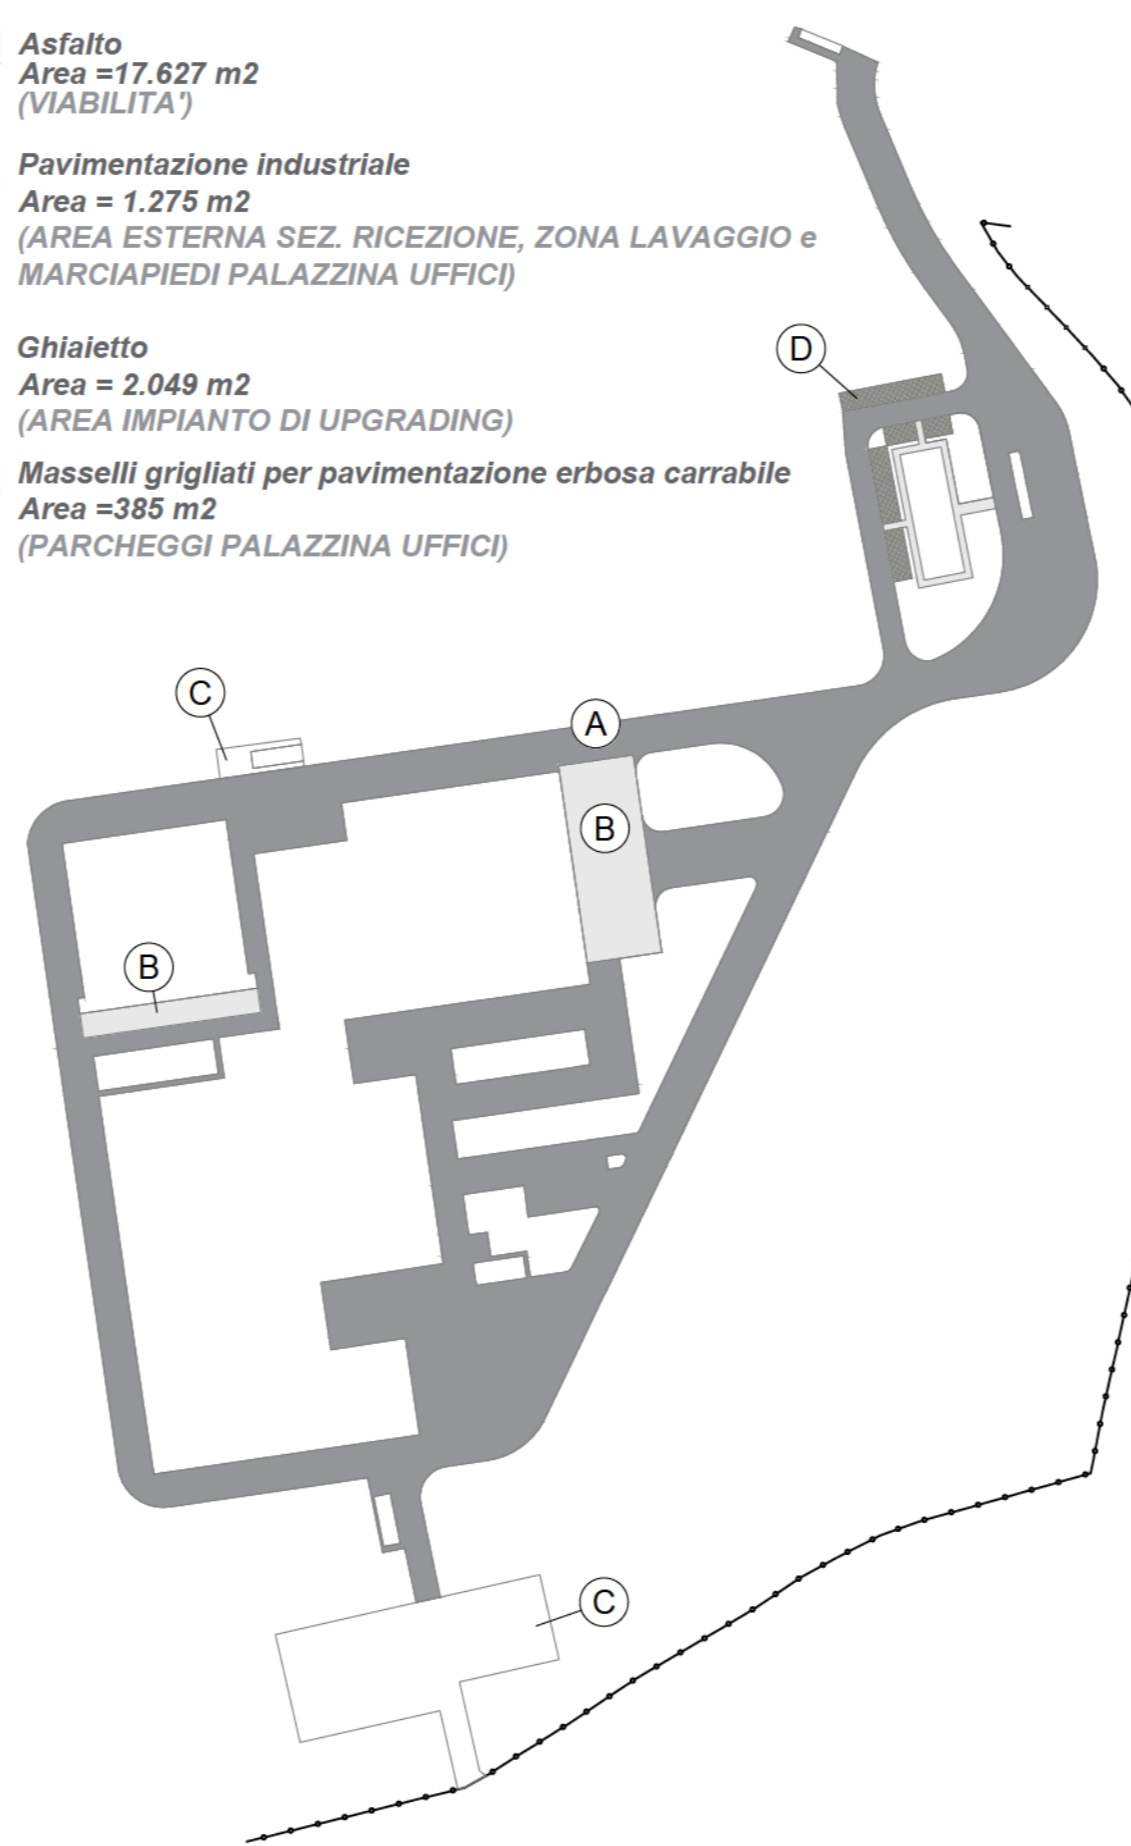 Asfalto
Area =17.627 m2
(VIABILITA')
Pavimentazione industriale
Area = 1.275 m2
(AREA ESTERNA SEZ. RICEZIONE, ZONA LAVAGGIO e
MARCIAPIEDI PALAZZINA UFFICI)
Ghiaietto
Area = 2.049 m2
(AREA IMPIANTO DI UPGRADING)
Masselli grigliati per pavimentazione erbosa carrabile
Area =385 m2
(PARCHEGGI PALAZZINA UFFICI)
D
C
A
B
B
C